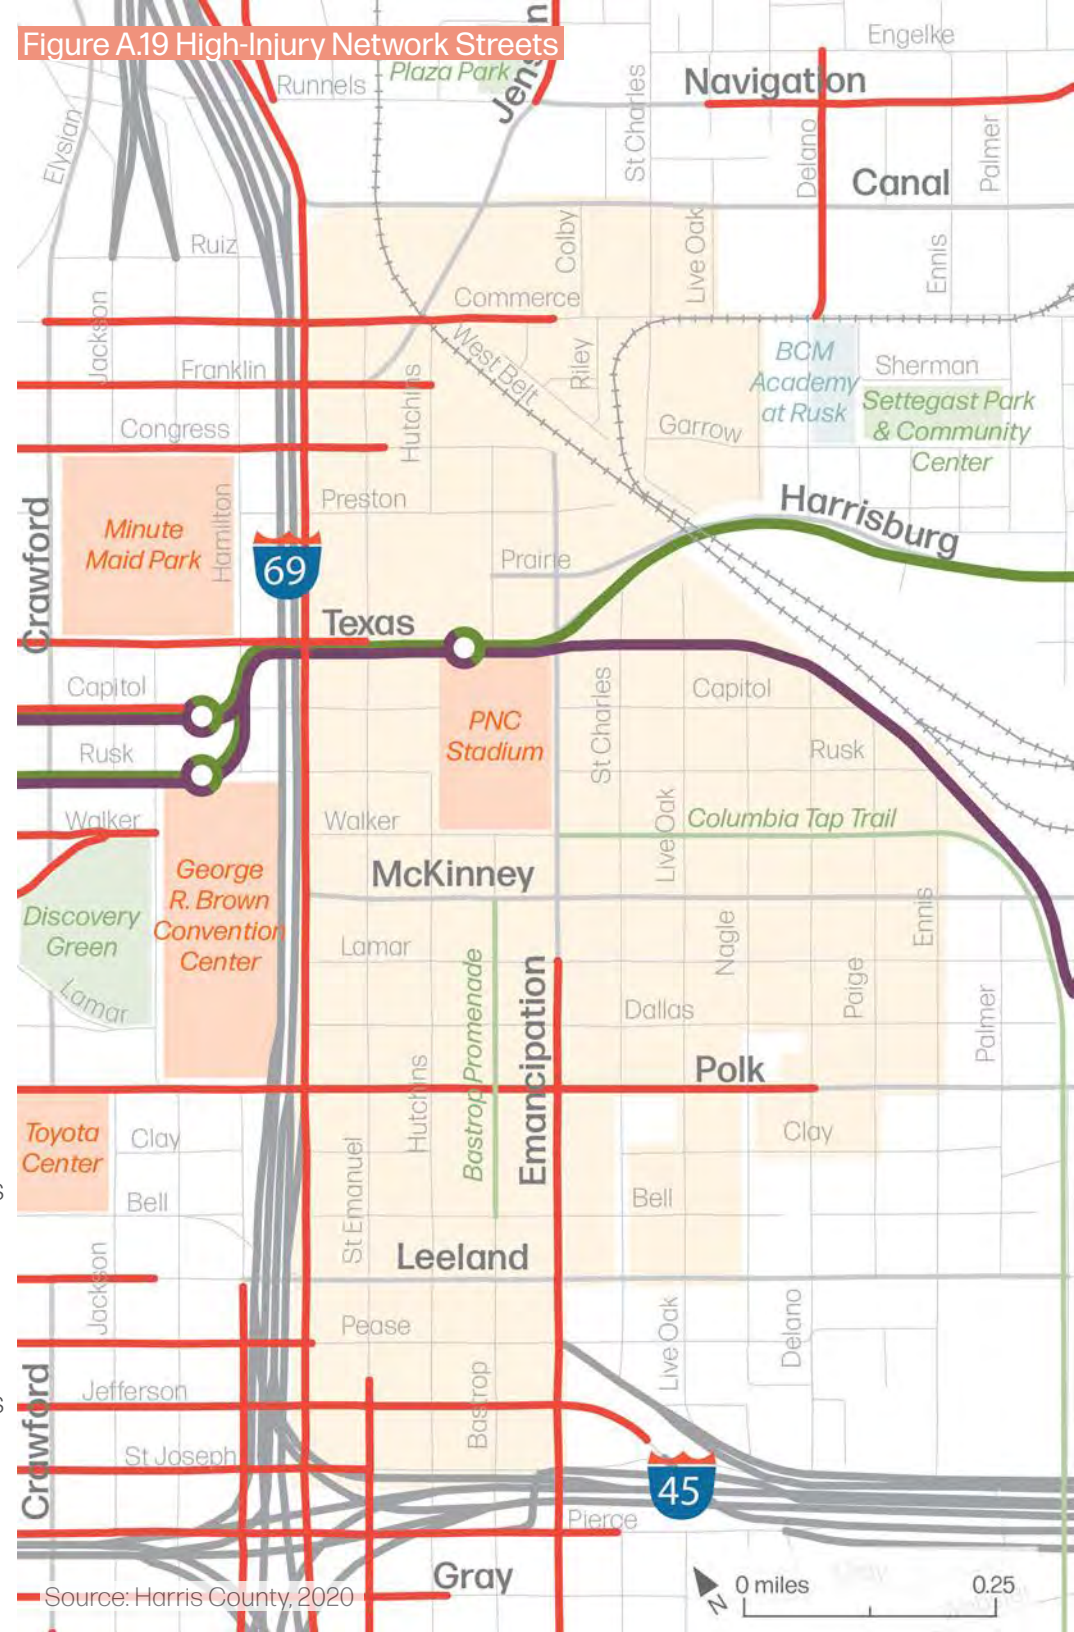 Figure A.19 High-Injury Network Streets
Engelke
Runnels
Plaza Park
Jens
n
St Charles
Navigation
Elysian
Delano
Palmer
Canal
Ruiz
Colby
Live Oak
Ennis
Jackson
Commerce
West Belt
Riley
BCM
Academy
at Rusk
Sherman
Franklin
Hutchins
Settegast Park
& Community
Center
Congress
Garrow
Crawford
Minute
Maid Park
Hamilton
Preston
Harrisburg
69
Prairie
Texas
Capitol
PNC
Stadium
St Charles
Capitol
Rusk
Rusk
Walker
Walker
Live Oak
Columbia Tap Trail
George
R. Brown
Convention
Center
McKinney
Discovery
Green
Lamar
Lamar
Nagle
Ennis
Bastrop Promenade
Emancipation
Dallas
Paige
Palmer
Hutchins
Polk
Toyota
Center
Clay
Clay
s
Bell
St Emanuel
Bell
Jackson
Leeland
Pease
Live Oak
Delano
Crawford
Jefferson
s
Bastrop
St Joseph
45
Pierce
Gray
N
0 miles
0.25
Source: Harris County, 2020